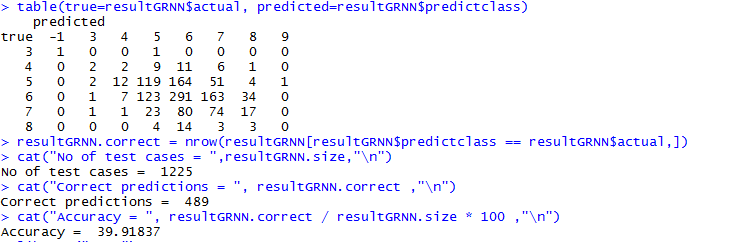 > table(true=resultGRNN$actual, predicted=resultGRNN$predictclass)
    predicted
true  -1   3   4   5   6   7   8   9
   3   1   0   0   1   0   0   0   0
   4   0   2   2   9  11   6   1   0
   5   0   2  12 119 164  51   4   1
   6   0   1   7 123 291 163  34   0
   7   0   1   1  23  80  74  17   0
   8   0   0   0   4  14   3   3   0
> resultGRNN.correct = nrow(resultGRNN[resultGRNN$predictclass == resultGRNN$actual,])
> cat("No of test cases = ",resultGRNN.size,"\n")
No of test cases =  1225
> cat("Correct predictions = ", resultGRNN.correct ,"\n")
Correct predictions =  489
> cat("Accuracy = ", resultGRNN.correct / resultGRNN.size * 100 ,"\n")
Accuracy =  39.91837